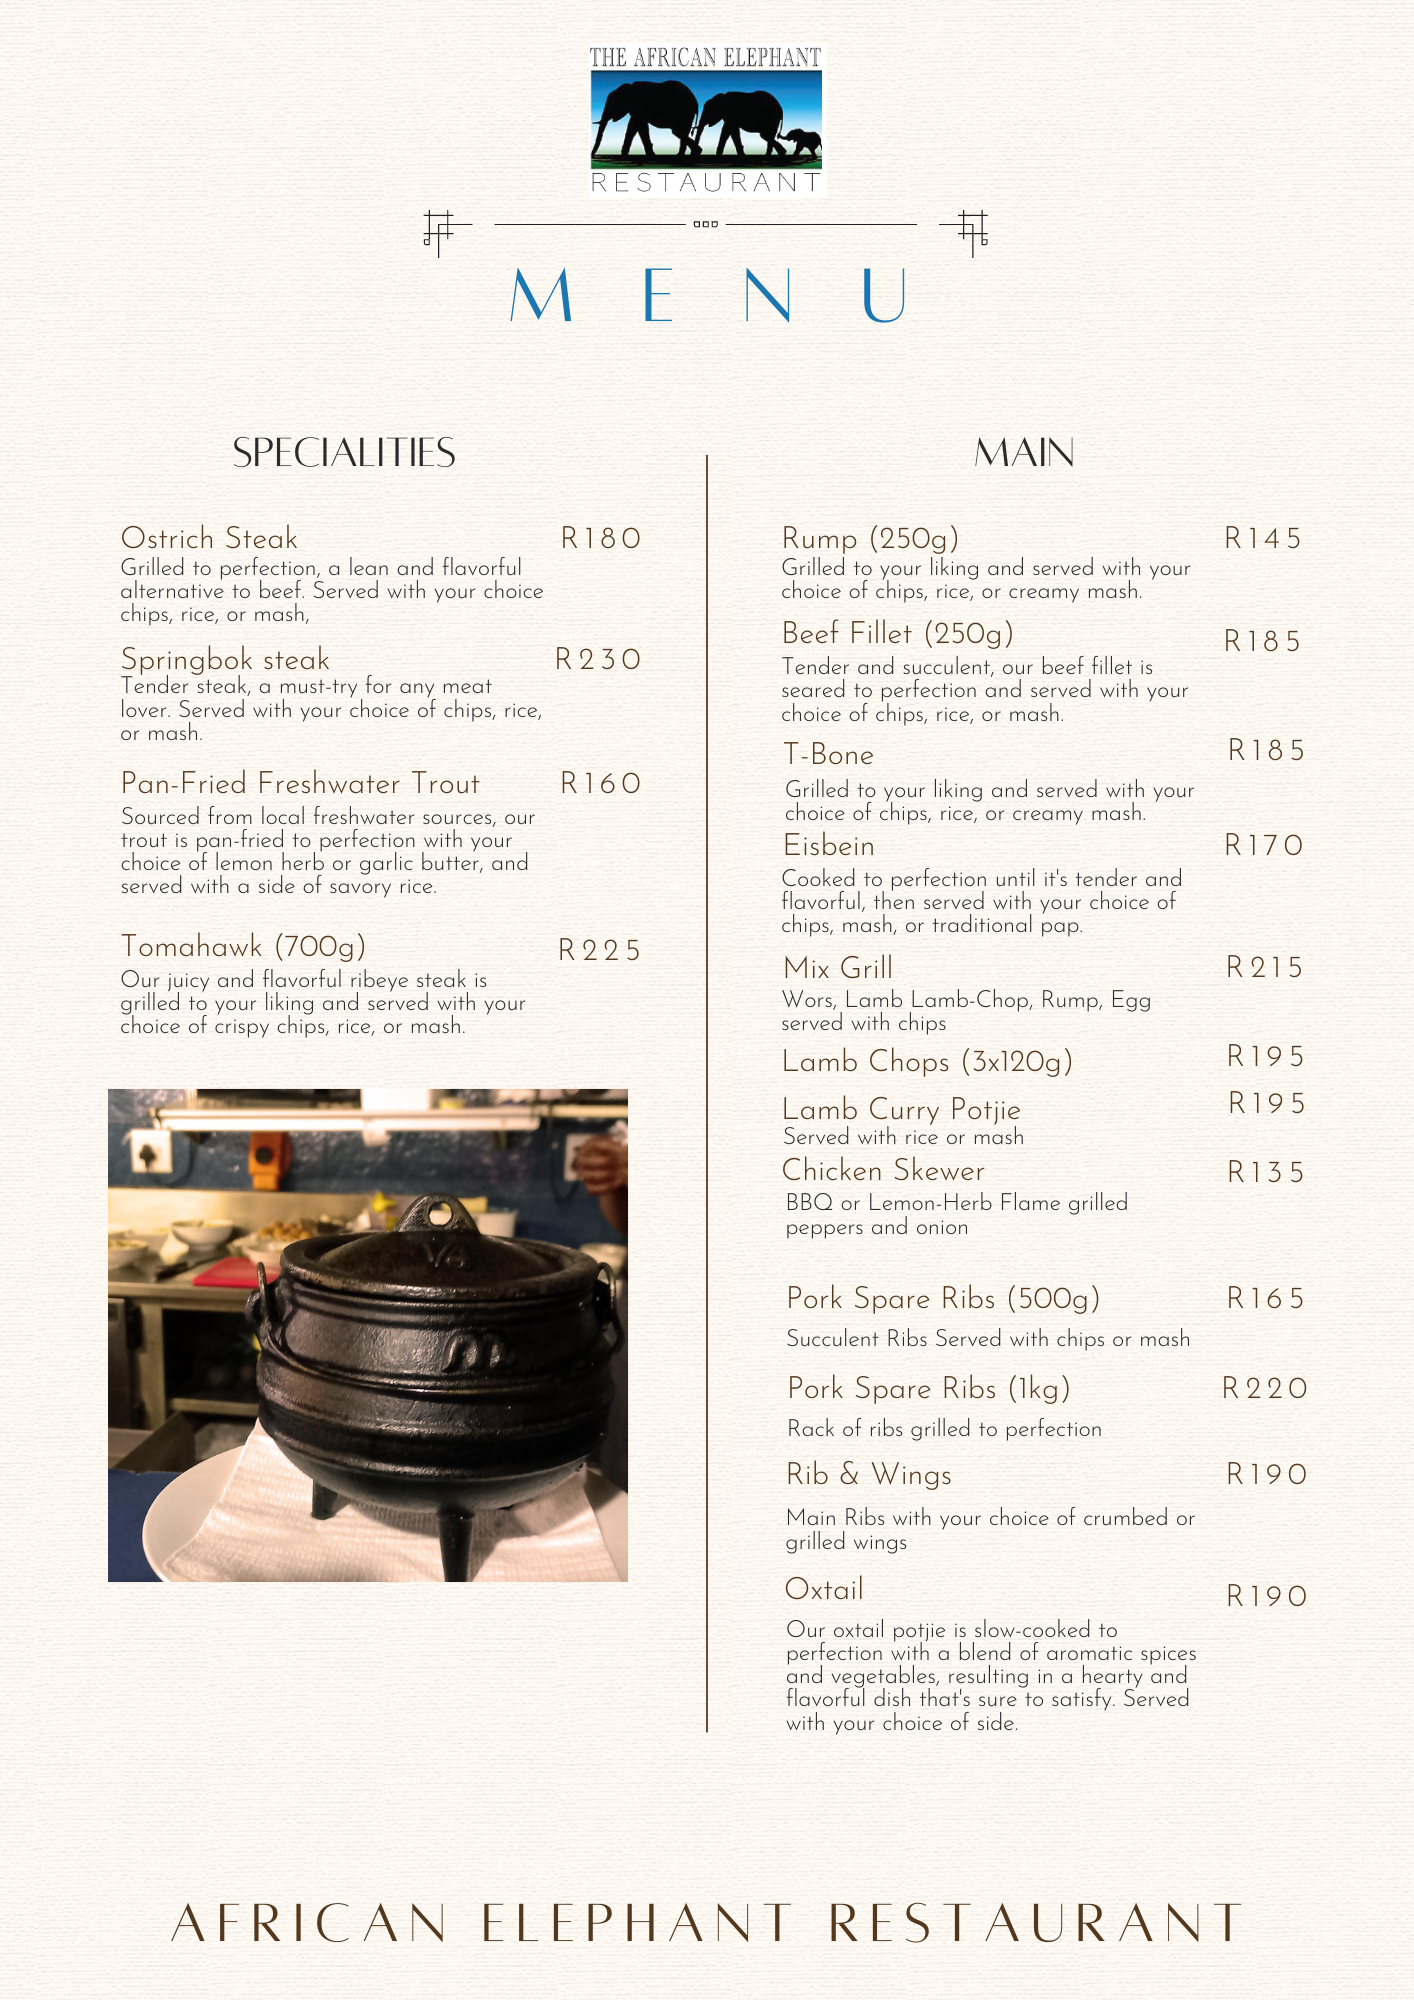 THE AFRICAN ELEPHANT
RESTAURANT
MENU
SPECIALITIES
Ostrich Steak R180
Grilled to perfection, a lean and flavorful
alternative to beef. Served with your choice
chips, rice, or mash,
Springbok steak R230
Tender steak, a must-try for any meat
lover. Served with your choice of chips, rice,
or mash.
Pan-Fried Freshwater Trout R160
Sourced from local freshwater sources, our
trout is pan-fried to perfection with your
choice of lemon herb or garlic butter, and
served with a side of savory rice.
Tomahawk (700g) R225
Our juicy and flavorful ribeye steak is
grilled to your liking and served with your
choice of crispy chips, rice, or mash.
MAIN
Rump (250g) R145
Grilled to your liking and served with your
choice of chips, rice, or creamy mash.
Beef Fillet (250g) R185
Tender and succulent, our beef fillet is
seared to perfection and served with your
choice of chips, rice, or mash.
T-Bone R185
Grilled to your liking and served with your
choice of chips, rice, or creamy mash.
Eisbein R170
Cooked to perfection until it's tender and
flavorful, then served with your choice of
chips, mash, or traditional pap.
Mix Grill R215
Wors, Lamb Lamb-Chop, Rump, Egg
served with chips
Lamb Chops (3x120g) R195
Lamb Curry Potjie R195
Served with rice or mash
Chicken Skewer R135
BBQ or Lemon-Herb Flame grilled
peppers and onion
Pork Spare Ribs (500g) R165
Succulent Ribs Served with chips or mash
Pork Spare Ribs (1kg) R220
Rack of ribs grilled to perfection
Rib & Wings R190
Main Ribs with your choice of crumbed or
grilled wings
Oxtail R190
Our oxtail potjie is slow-cooked to
perfection with a blend of aromatic spices
and vegetables, resulting in a hearty and
flavorful dish that's sure to satisfy. Served
with your choice of side.
AFRICAN ELEPHANT RESTAURANT